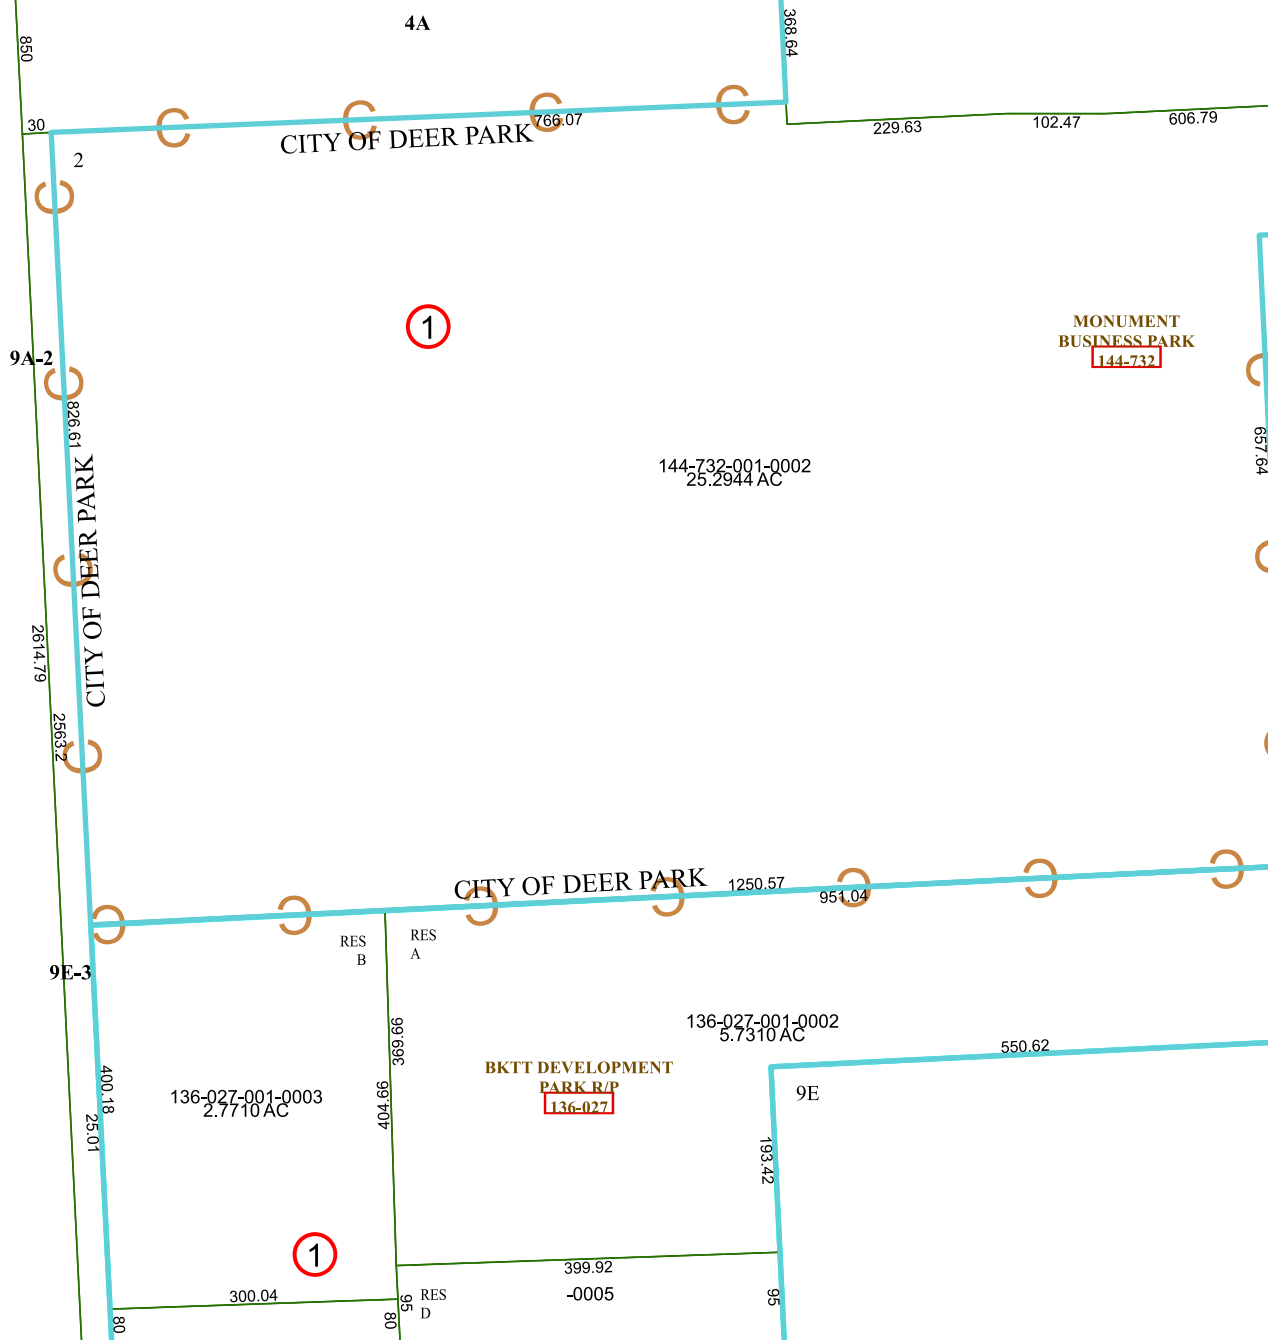 4A
850
368.64
30
766.07
CITY OF DEER PARK
229.63
102.47
606.79
2
1
MONUMENT
BUSINESS PARK
144-732
9A-2
826.61
657.64
144-732-001-0002
25.2944 AC
CITY OF DEER PARK
2614.79
2563.2
CITY OF DEER PARK
1250.57
951.04
RES
B
RES
A
9E-3
136-027-001-0002
5.7310 AC
369.66
550.62
BKTT DEVELOPMENT
PARK R/P
136-027
9E
400.18
136-027-001-0003
2.7710 AC
404.66
25.01
193.42
1
399.92
300.04
95
RES
D
-0005
95
80
80